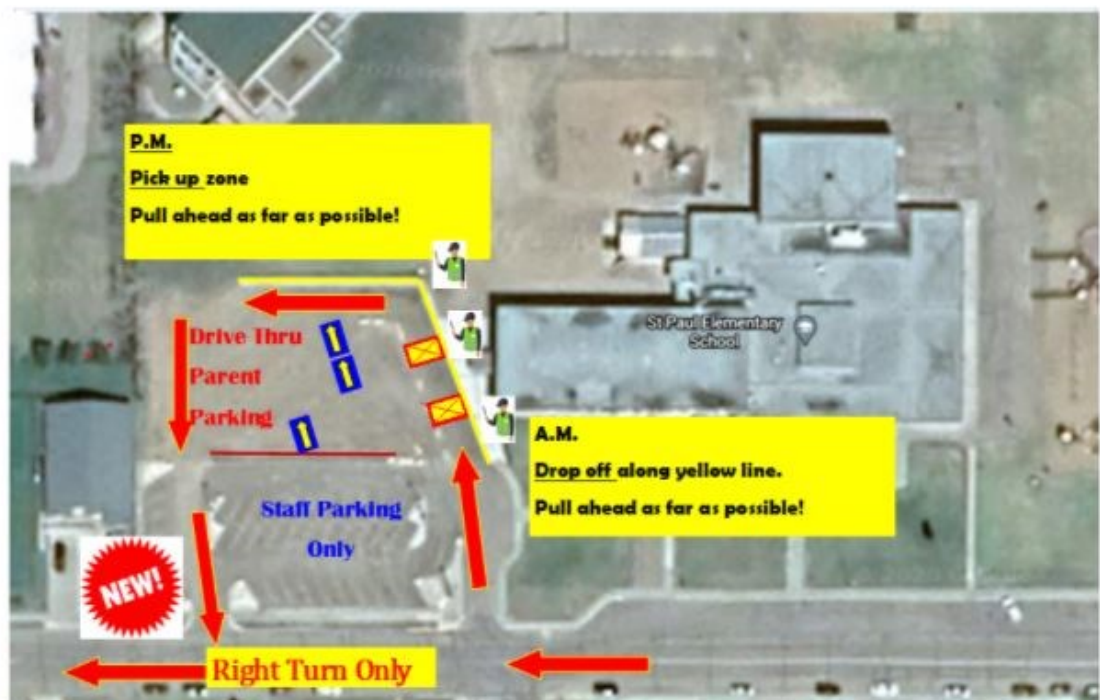 P.M.
Pick up zone
Pull ahead as far as possible!
Drive Thru
Parent
Parking
St Paul Elementary
School
A.M.
Drop off along yellow line.
Pull ahead as far as possible!
Staff Parking
Only
NEW!
Right Turn Only